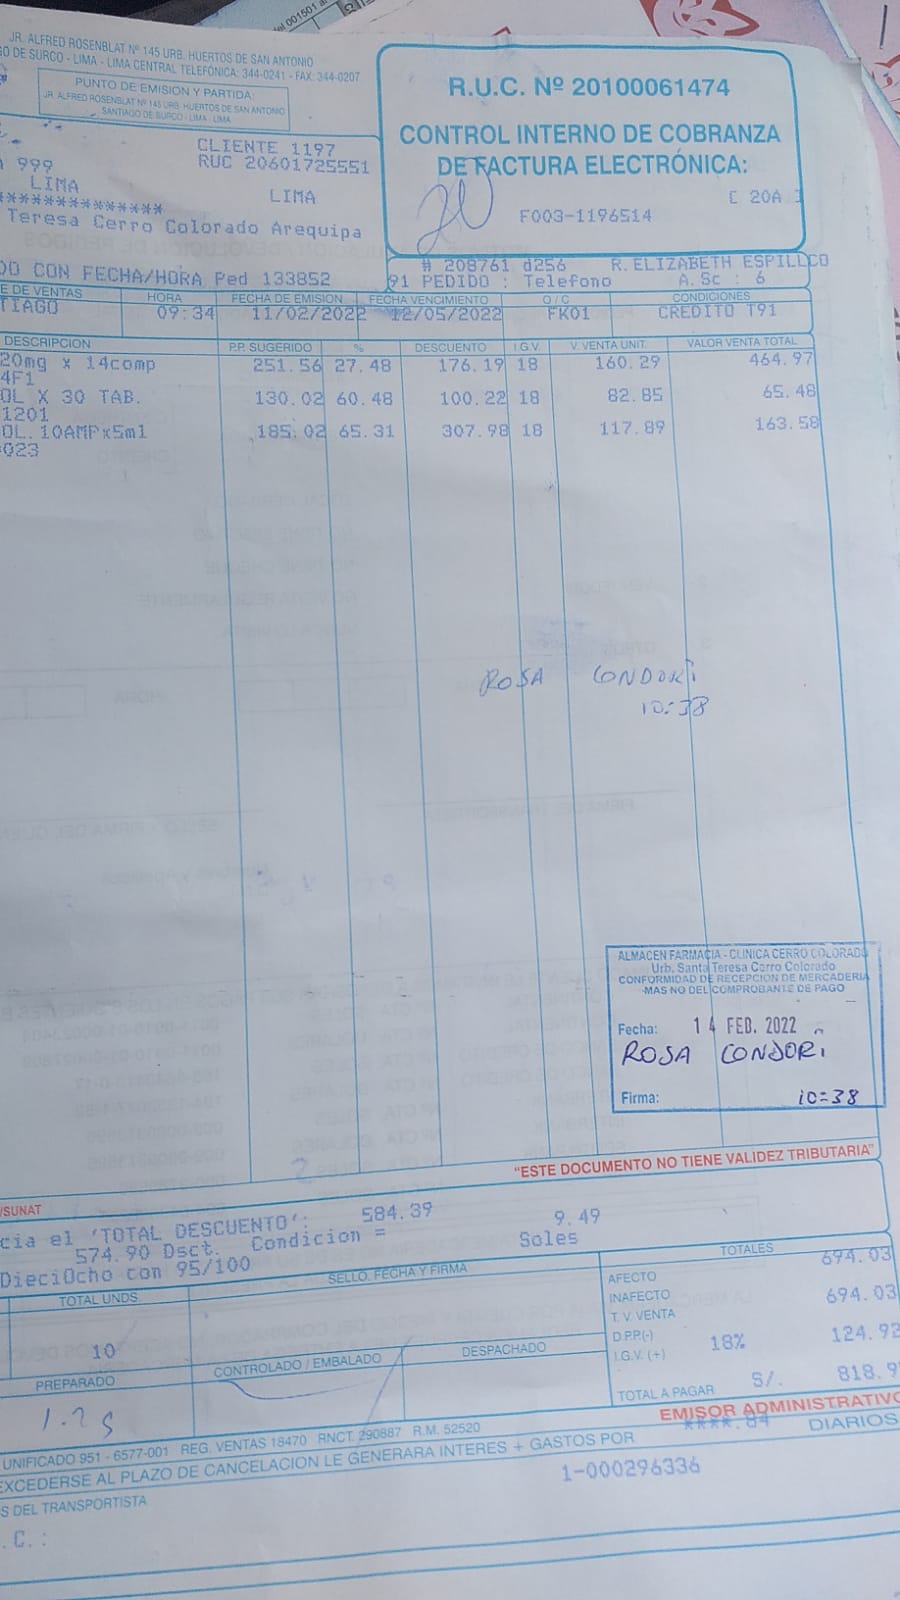 001501
JR. ALFRED ROSENBLAT Nº 145 URB. HUERTOS DE SAN ANTONIO
GO DE SURCO - LIMA - LIMA CENTRAL TELEFÓNICA: 344-0241 - FAX: 344-0207
PUNTO DE EMISION Y PARTIDA:
JR. ALFRED ROSENBLAT Nº 145 URB. HUERTOS DE SAN ANTONIO
SANTIAGO DE SURCO - LIMA - LIMA
R.U.C. Nº 20100061474
CONTROL INTERNO DE COBRANZA
DE FACTURA ELECTRÓNICA:
20
[ 20A ]
F003-1196514
CLIENTE 1197
999 RUC 20601725551
LIMA LIMA
**************
Teresa Cerro Colorado Arequipa
DO CON FECHA/HORA Ped 133852
# 208761 d256 R.ELIZABETH ESPILLCO
91 PEDIDO : Telefono A.Sc : 6
E DE VENTAS HORA FECHA DE EMISION FECHA VENCIMIENTO O / C CONDICIONES
TIAGO 09:34 11/02/2022 12/05/2022 FK01 CREDITO T91
DESCRIPCION P.P. SUGERIDO % DESCUENTO I.G.V. V. VENTA UNIT. VALOR VENTA TOTAL
20mg x 14comp 251.56 27.48 176.19 18 160.29 464.97
4F1
OL X 30 TAB. 130.02 60.48 100.22 18 82.85 65.48
1201
OL. 10AMPx5ml 185.02 65.31 307.98 18 117.89 163.58
023
ROSA CONDORI
10:38
ALMACEN FARMACIA - CLINICA CERRO COLORADO
Urb. Santa Teresa Cerro Colorado
CONFORMIDAD DE RECEPCION DE MERCADERIA
MAS NO DEL COMPROBANTE DE PAGO
Fecha: 14 FEB. 2022
ROSA CONDORI
Firma: 10:38
"ESTE DOCUMENTO NO TIENE VALIDEZ TRIBUTARIA"
/SUNAT
cia el 'TOTAL DESCUENTO': 584.39
574.90 Dsct. Condicion = 9.49
DieciOcho con 95/100 Soles
TOTAL UNDS. SELLO, FECHA Y FIRMA TOTALES
10
AFECTO 694.03
INAFECTO
T. V. VENTA 694.03
D.P.P.(-)
I.G.V. (+) 18% 124.92
TOTAL A PAGAR S/. 818.9
PREPARADO CONTROLADO / EMBALADO DESPACHADO
EMISOR ADMINISTRATIVO
****.84 DIARIOS
UNIFICADO 951 - 6577-001 REG. VENTAS 18470 RNCT. 290887 R.M. 52520
EXCEDERSE AL PLAZO DE CANCELACION LE GENERARA INTERES + GASTOS POR
1-000296336
S DEL TRANSPORTISTA
. C. :